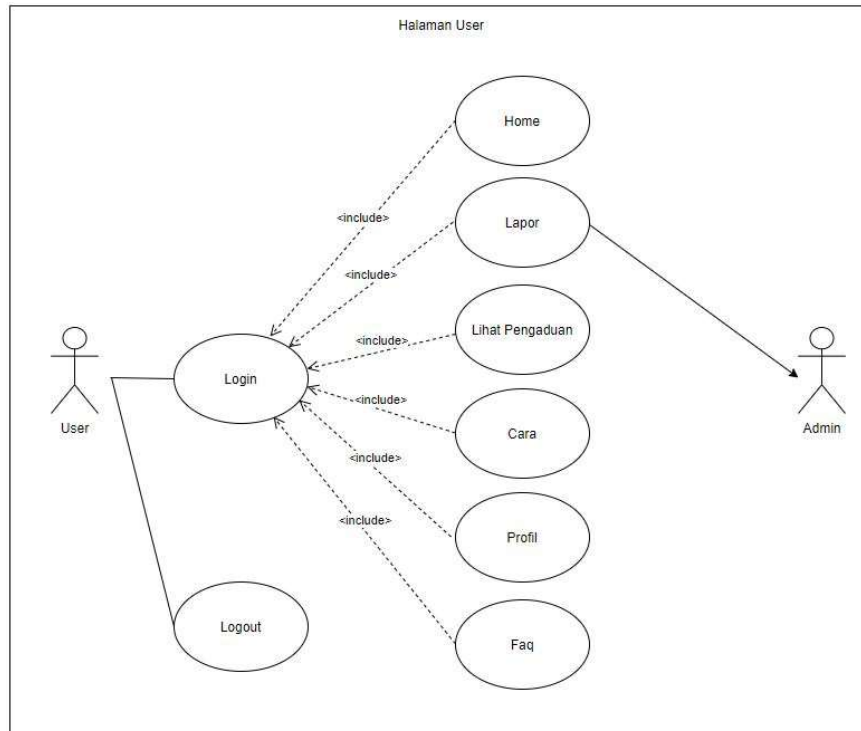 Halaman User
Home
<include>
Lapor
<include>
Lihat Pengaduan
<include>
Login
<include>
Cara
User
Admin
<include>
Profil
<include>
Logout
Faq